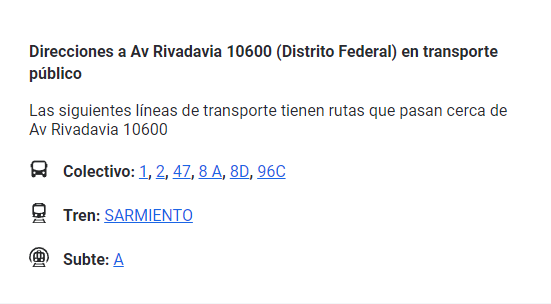 Direcciones a Av Rivadavia 10600 (Distrito Federal) en transporte
público
Las siguientes líneas de transporte tienen rutas que pasan cerca de
Av Rivadavia 10600
Colectivo: 1, 2, 47, 8 A, 8D, 96C
Tren: SARMIENTO
Subte: A